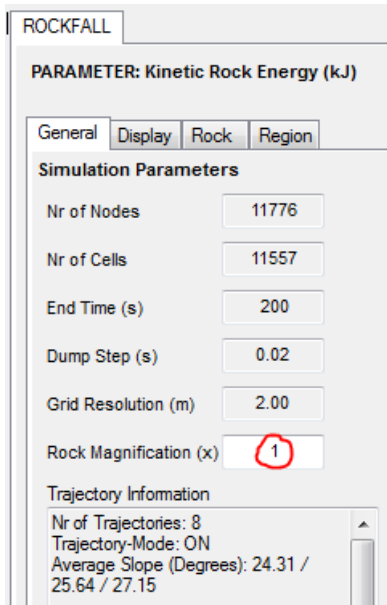 ROCKFALL
PARAMETER: Kinetic Rock Energy (kJ)
General Display Rock Region
Simulation Parameters
Nr of Nodes 11776
Nr of Cells 11557
End Time (s) 200
Dump Step (s) 0.02
Grid Resolution (m) 2.00
Rock Magnification (x) 1
Trajectory Information
Nr of Trajectories: 8
Trajectory-Mode: ON
Average Slope (Degrees): 24.31 /
25.64 / 27.15